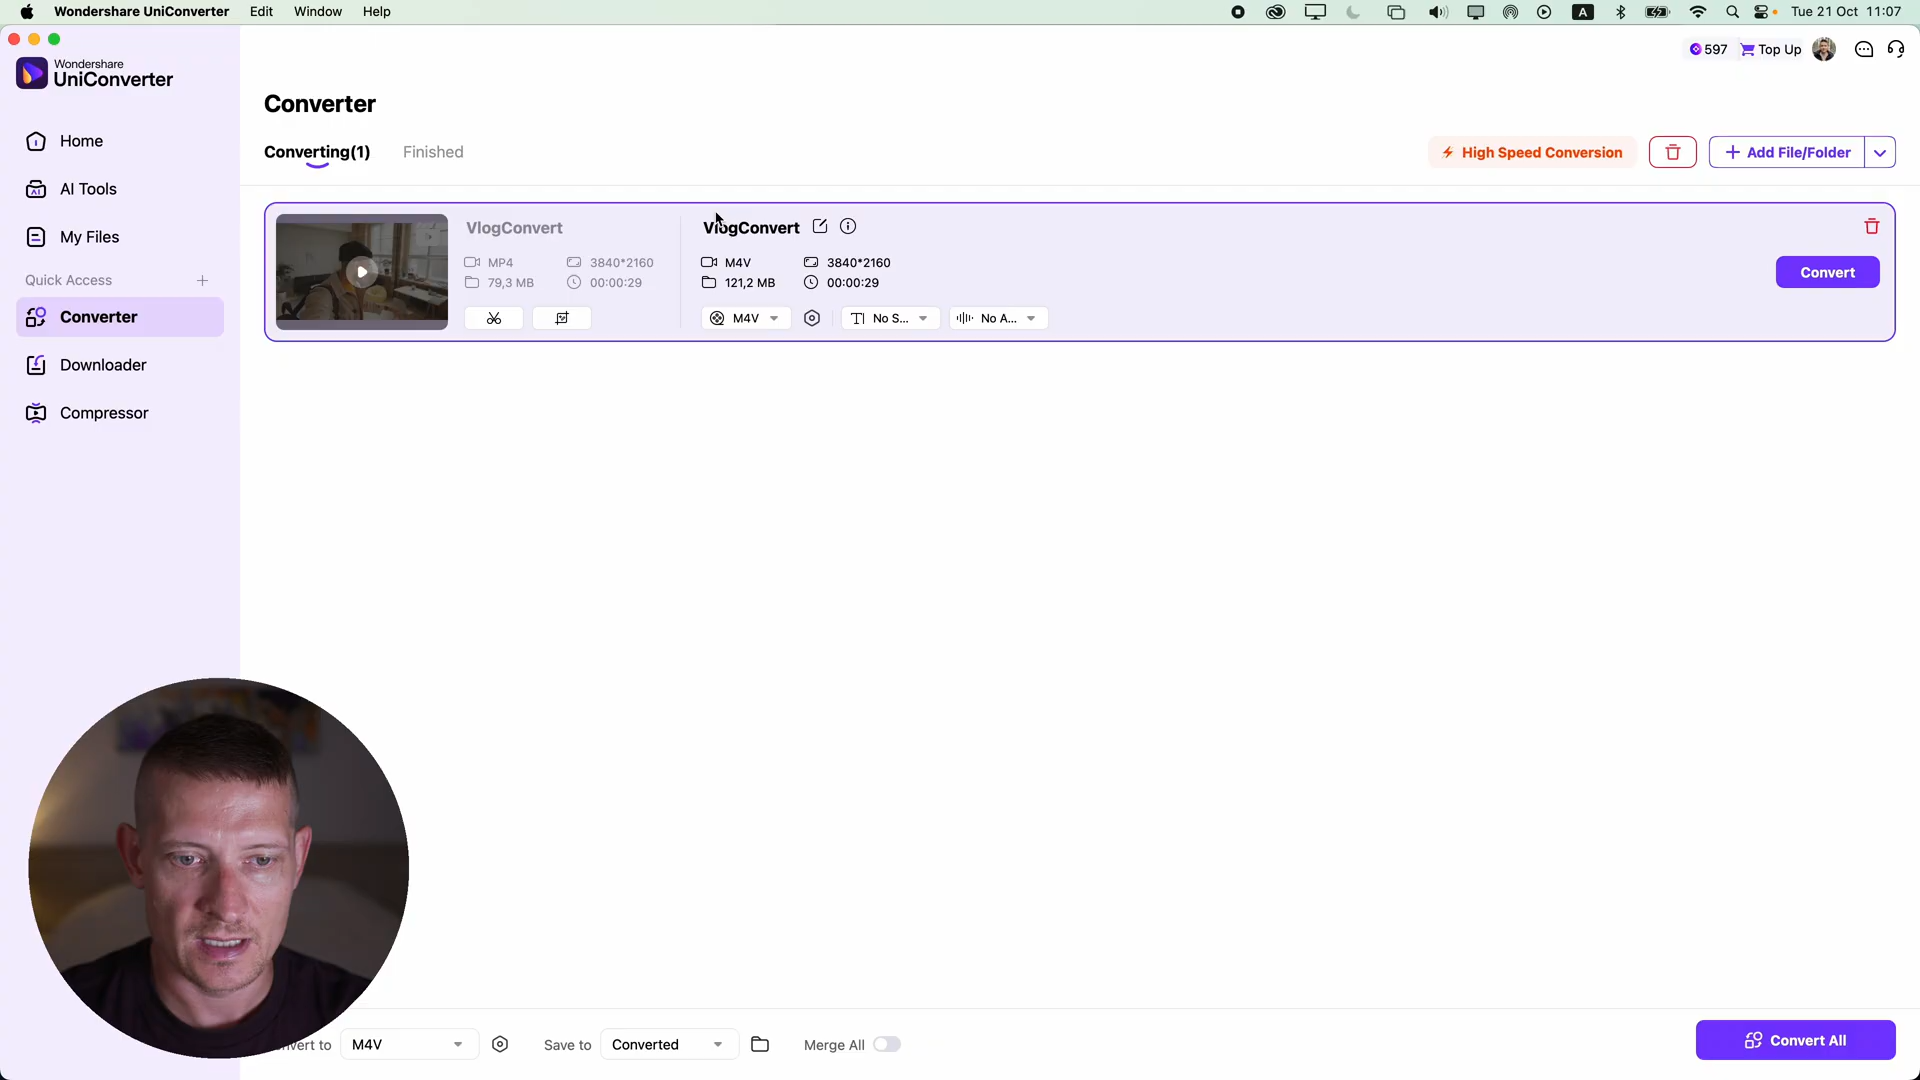 Wondershare UniConverter Edit Window Help
A Tue 21 Oct 11:07
597 Top Up
Wondershare
UniConverter
Converter
Home
Converting(1) Finished
High Speed Conversion
Add File/Folder
AI Tools
My Files
Quick Access
Converter
Downloader
Compressor
VlogConvert
MP4 3840*2160
79,3 MB 00:00:29
VlogConvert
M4V 3840*2160
121,2 MB 00:00:29
M4V No S... No A...
Convert
vert to M4V Save to Converted Merge All
Convert All